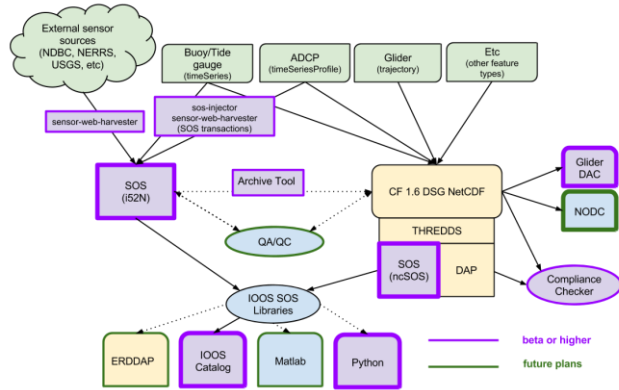 External sensor
sources
(NDBC, NERRS,
USGS, etc)
Buoy/Tide
gauge
(timeSeries)
ADCP
(timeSeriesProfile)
Glider
(trajectory)
Etc
(other feature
types)
sensor-web-harvester
sos-injector
sensor-web-harvester
(SOS transactions)
SOS
(i52N)
Archive Tool
CF 1.6 DSG NetCDF
Glider
DAC
NODC
QA/QC
THREDDS
SOS
(ncSOS)
DAP
Compliance
Checker
IOOS SOS
Libraries
ERDDAP
IOOS
Catalog
Matlab
Python
beta or higher
future plans